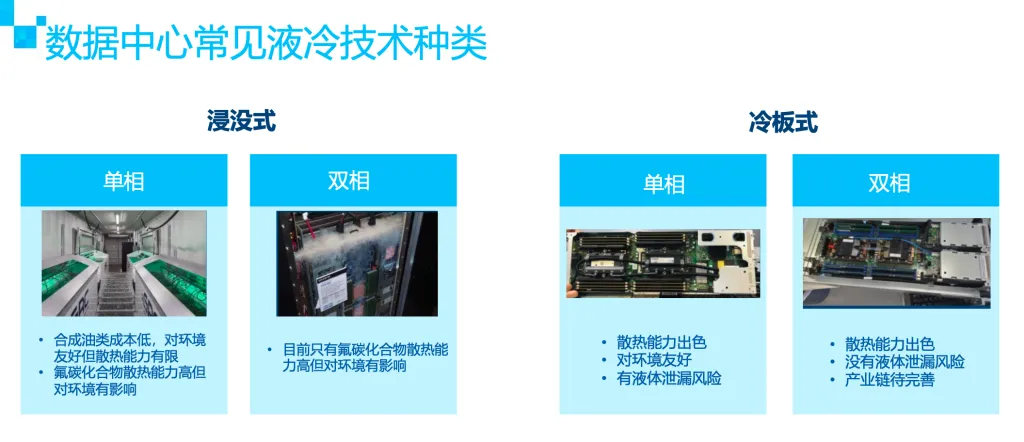 数据中心常见液冷技术种类
浸没式
冷板式
单相
双相
单相
双相
• 合成油类成本低，对环境
友好但散热能力有限
• 氟碳化合物散热能力高但
对环境有影响
• 目前只有氟碳化合物散热能
力高但对环境有影响
• 散热能力出色
• 对环境友好
• 有液体泄漏风险
• 散热能力出色
• 没有液体泄漏风险
• 产业链待完善